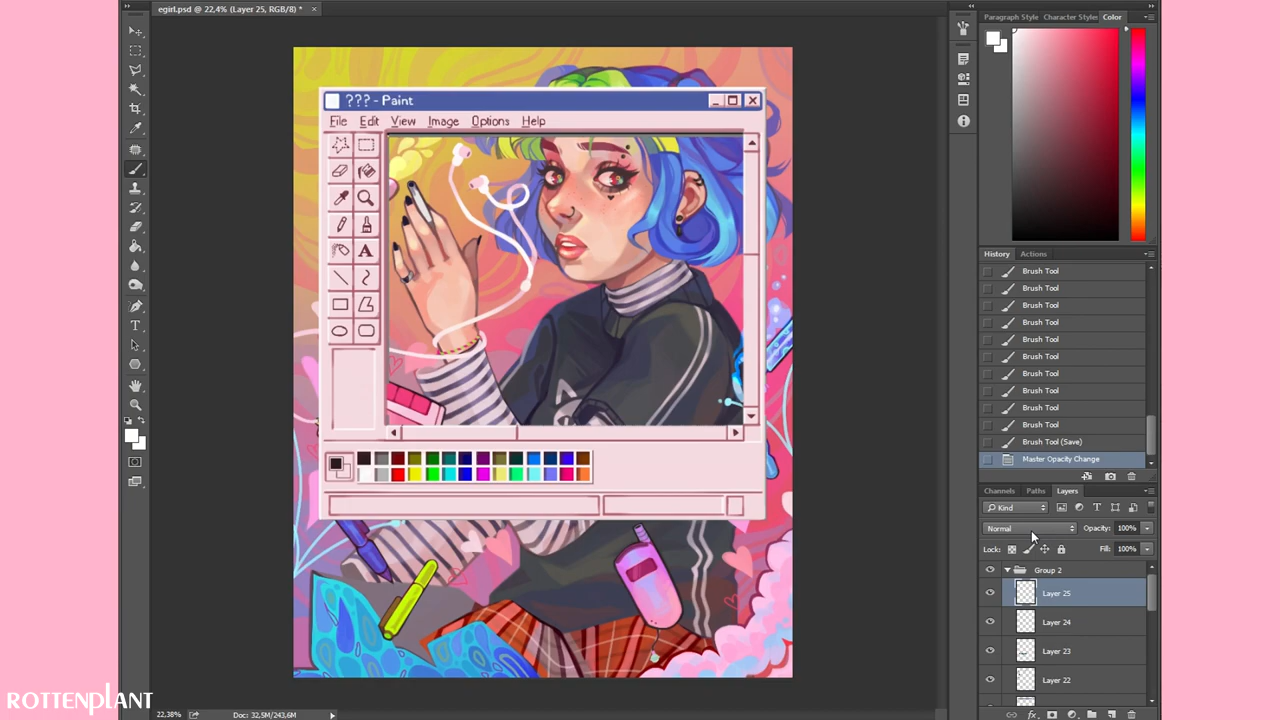 egirl.psd @ 22,4% (Layer 25, RGB/8) *
Paragraph Style
Character Styles
Color
??? - Paint
File Edit View Image Options Help
A
History
Actions
Brush Tool
Brush Tool
Brush Tool
Brush Tool
Brush Tool
Brush Tool
Brush Tool
Brush Tool
Brush Tool
Brush Tool
Brush Tool (Save)
Master Opacity Change
Channels
Paths
Layers
Kind
Normal
Opacity: 100%
Lock:
Fill: 100%
Group 2
Layer 25
Layer 24
Layer 23
Layer 22
fx
22,38%
Doc: 32,5M/243,6M
ROTTENPLANT